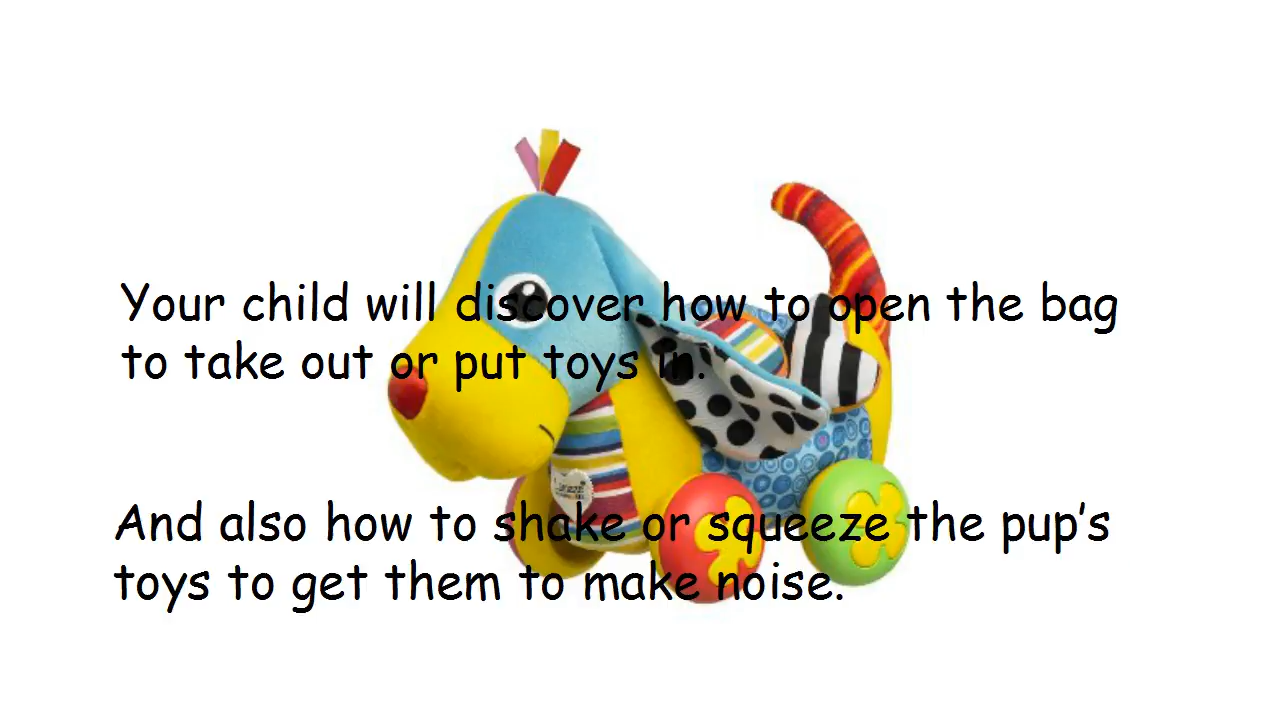 Your child will discover how to open the bag
to take out or put toys in.
And also how to shake or squeeze the pup's
toys to get them to make noise.